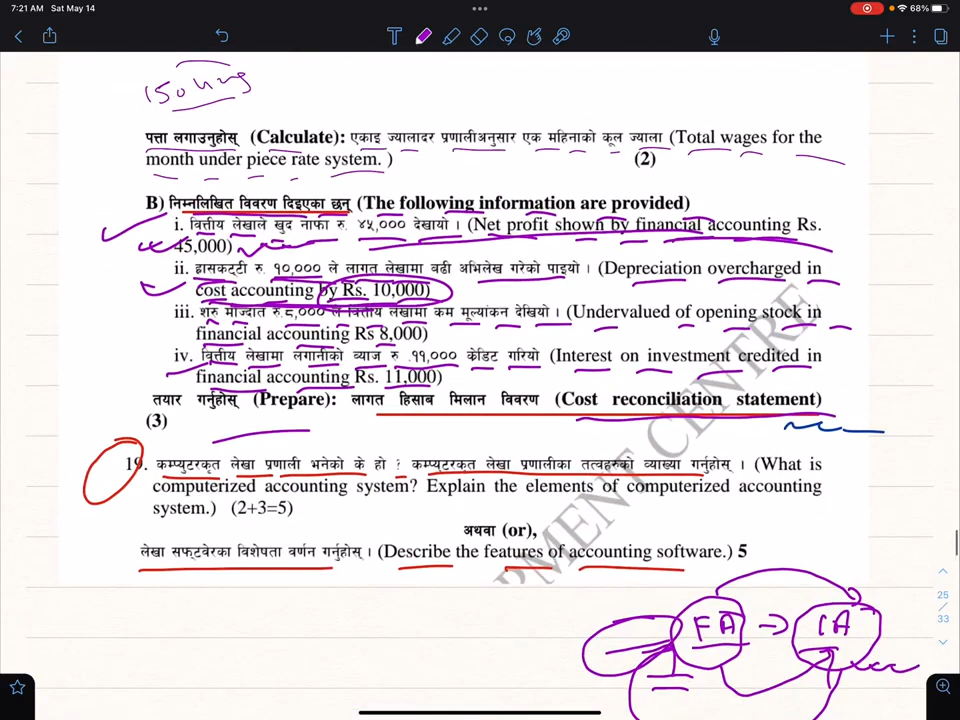 7:21 AM Sat May 14
68%
150 
पत्ता लगाउनुहोस् (Calculate): एकाइ ज्यालादर प्रणालीअनुसार एक महिनाको कूल ज्याला (Total wages for the
month under piece rate system. ) (2)
B) निम्नलिखित विवरण दिइएका छन् (The following information are provided)
i. वित्तीय लेखाले खुद नाफा रु. ४५,००० देखायो । (Net profit shown by financial accounting Rs.
45,000)
ii. ह्रासकट्टी रु. १०,००० ले लागत लेखामा बढी अभिलेख गरेको पाइयो । (Depreciation overcharged in
cost accounting by Rs. 10,000)
iii. शुरु मौज्दात रु.८,००० ले वित्तीय लेखामा कम मूल्यांकन देखियो । (Undervalued of opening stock in
financial accounting Rs 8,000)
iv. वित्तीय लेखामा लगानीको व्याज रु .११,००० क्रेडिट गरियो (Interest on investment credited in
financial accounting Rs. 11,000)
तयार गर्नुहोस् (Prepare): लागत हिसाब मिलान विवरण (Cost reconciliation statement)
(3)
19. कम्प्युटरकृत लेखा प्रणाली भनेको के हो ? कम्प्युटरकृत लेखा प्रणालीका तत्वहरुको व्याख्या गर्नुहोस् । (What is
computerized accounting system? Explain the elements of computerized accounting
system.) (2+3=5)
अथवा (or),
लेखा सफ्टवेरका विशेषता वर्णन गर्नुहोस् । (Describe the features of accounting software.) 5
FA → CA
25
/
33